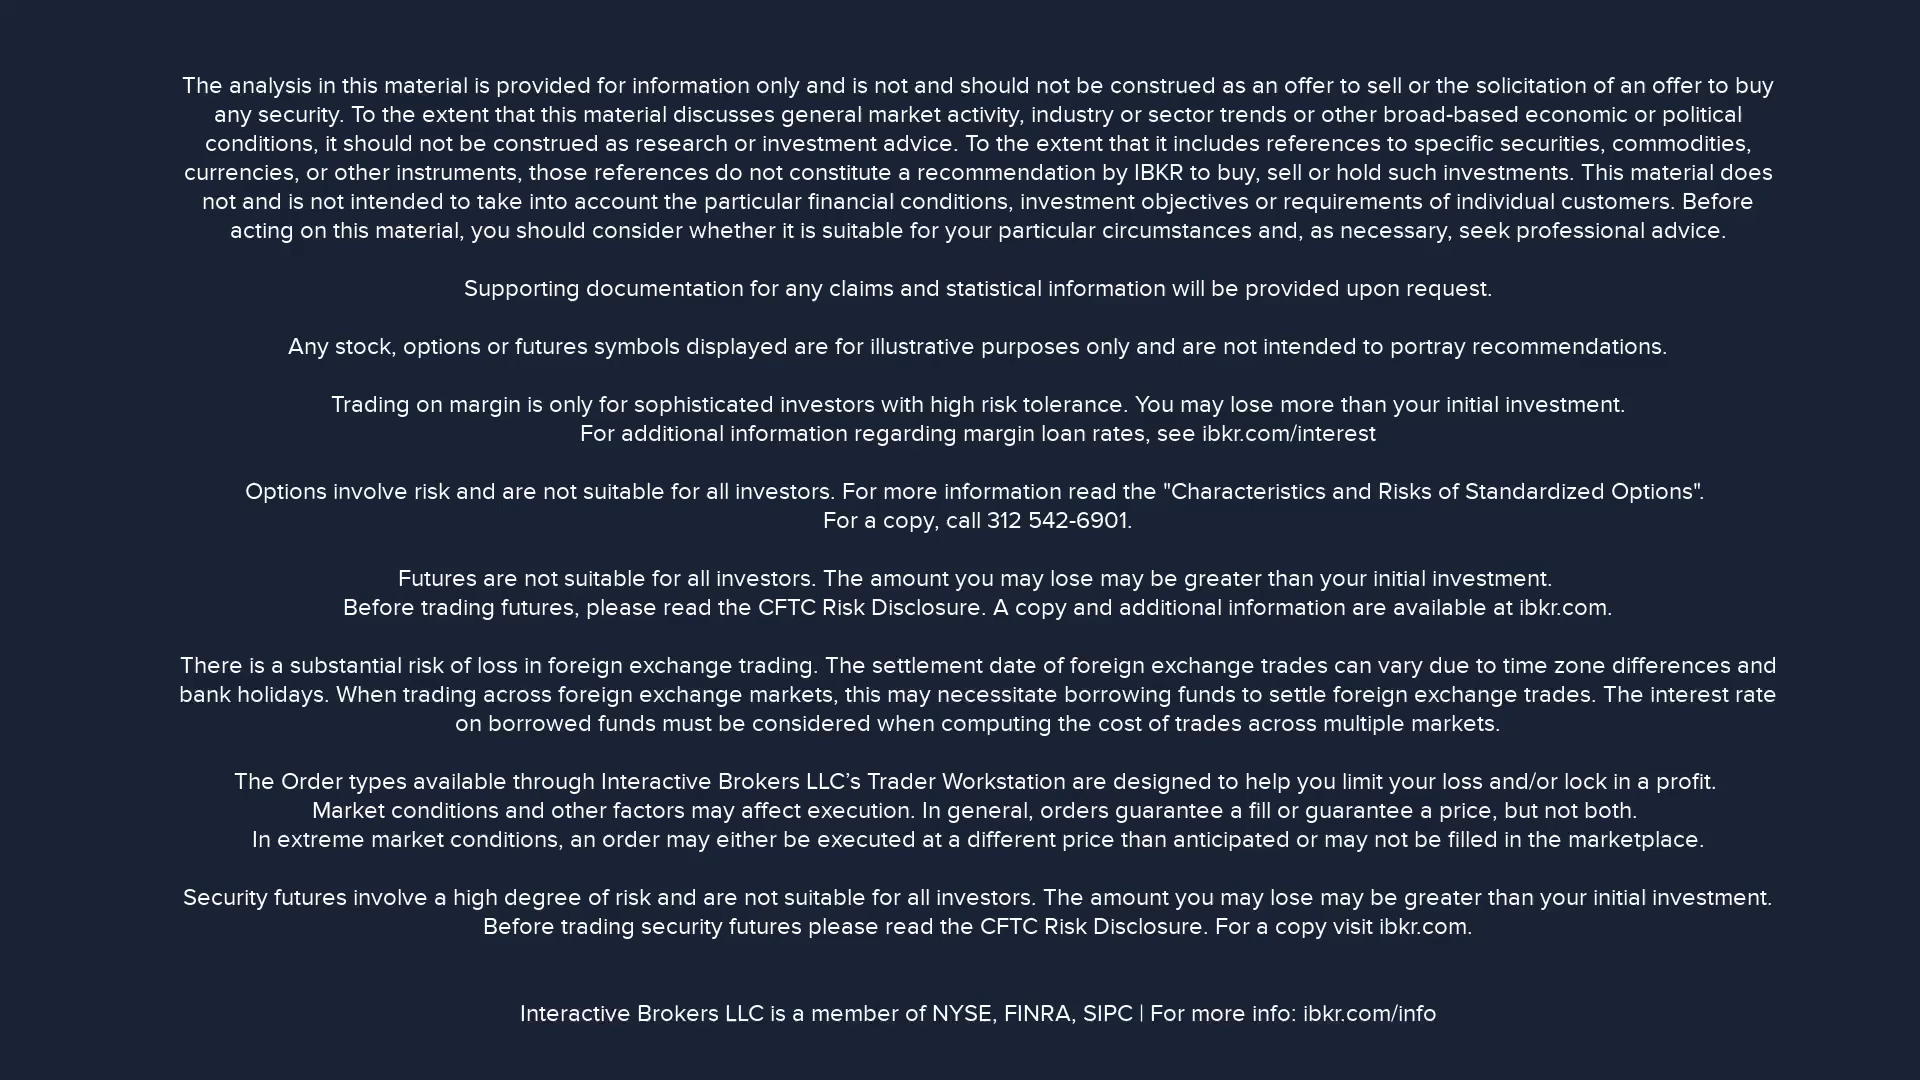 The analysis in this material is provided for information only and is not and should not be construed as an offer to sell or the solicitation of an offer to buy
any security. To the extent that this material discusses general market activity, industry or sector trends or other broad-based economic or political
conditions, it should not be construed as research or investment advice. To the extent that it includes references to specific securities, commodities,
currencies, or other instruments, those references do not constitute a recommendation by IBKR to buy, sell or hold such investments. This material does
not and is not intended to take into account the particular financial conditions, investment objectives or requirements of individual customers. Before
acting on this material, you should consider whether it is suitable for your particular circumstances and, as necessary, seek professional advice.
Supporting documentation for any claims and statistical information will be provided upon request.
Any stock, options or futures symbols displayed are for illustrative purposes only and are not intended to portray recommendations.
Trading on margin is only for sophisticated investors with high risk tolerance. You may lose more than your initial investment.
For additional information regarding margin loan rates, see ibkr.com/interest
Options involve risk and are not suitable for all investors. For more information read the "Characteristics and Risks of Standardized Options".
For a copy, call 312 542-6901.
Futures are not suitable for all investors. The amount you may lose may be greater than your initial investment.
Before trading futures, please read the CFTC Risk Disclosure. A copy and additional information are available at ibkr.com.
There is a substantial risk of loss in foreign exchange trading. The settlement date of foreign exchange trades can vary due to time zone differences and
bank holidays. When trading across foreign exchange markets, this may necessitate borrowing funds to settle foreign exchange trades. The interest rate
on borrowed funds must be considered when computing the cost of trades across multiple markets.
The Order types available through Interactive Brokers LLC’s Trader Workstation are designed to help you limit your loss and/or lock in a profit.
Market conditions and other factors may affect execution. In general, orders guarantee a fill or guarantee a price, but not both.
In extreme market conditions, an order may either be executed at a different price than anticipated or may not be filled in the marketplace.
Security futures involve a high degree of risk and are not suitable for all investors. The amount you may lose may be greater than your initial investment.
Before trading security futures please read the CFTC Risk Disclosure. For a copy visit ibkr.com.
Interactive Brokers LLC is a member of NYSE, FINRA, SIPC | For more info: ibkr.com/info